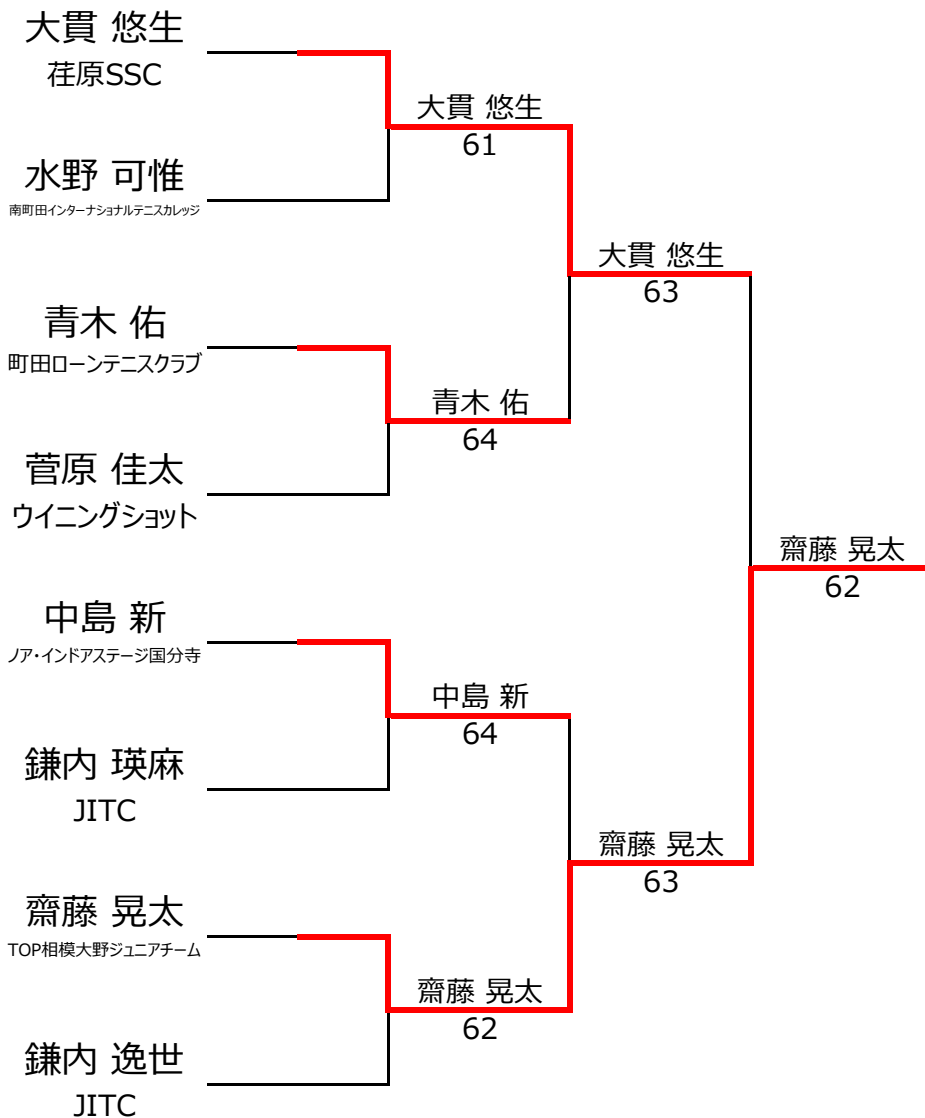 大貫 悠生
荏原SSC
水野 可惟
南町田インターナショナルテニスカレッジ
青木 佑
町田ローンテニスクラブ
菅原 佳太
ウイニングショット
中島 新
ノア・インドアステージ国分寺
鎌内 瑛麻
JITC
齋藤 晃太
TOP相模大野ジュニアチーム
鎌内 逸世
JITC
大貫 悠生
61
青木 佑
64
中島 新
64
齋藤 晃太
62
大貫 悠生
63
齋藤 晃太
63
齋藤 晃太
62